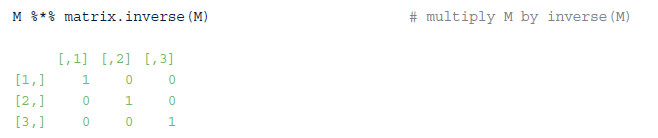 M %*% matrix.inverse(M) # multiply M by inverse(M)
[,1] [,2] [,3]
[1,] 1 0 0
[2,] 0 1 0
[3,] 0 0 1